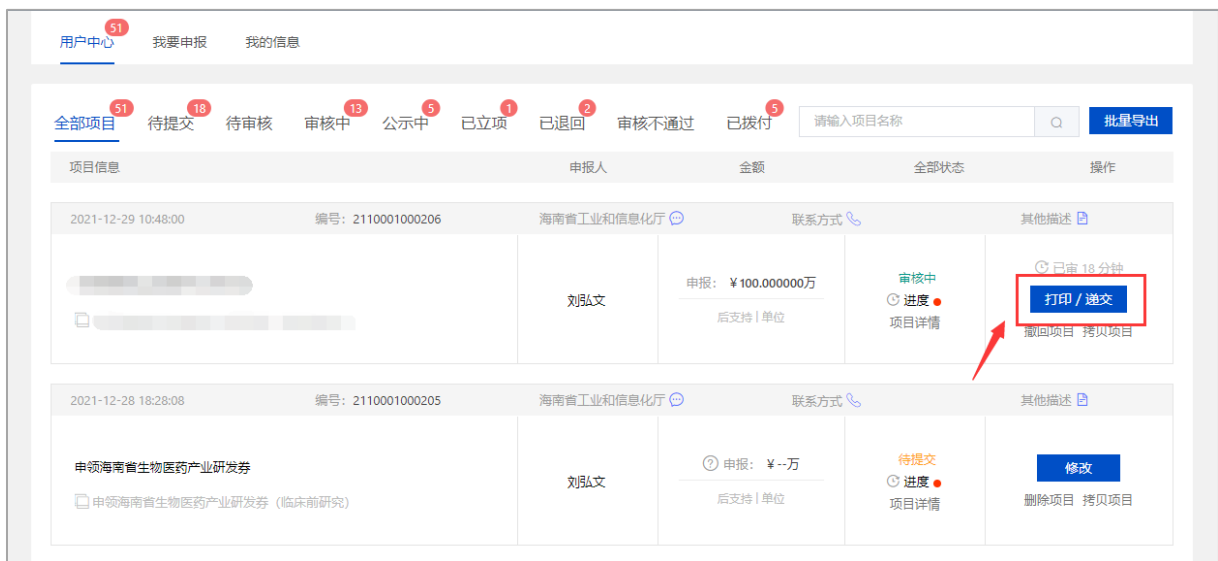 51
用户中心 我要申报 我的信息
51 18 13 5 1 2 5
全部项目 待提交 待审核 审核中 公示中 已立项 已退回 审核不通过 已拨付 请输入项目名称 批量导出
项目信息 申报人 金额 全部状态 操作
2021-12-29 10:48:00 编号：2110001000206 海南省工业和信息化厅 联系方式 其他描述
已审 18 分钟
申报： ￥100.000000万 审核中
刘弘文 进度 打印 / 递交
后支持 | 单位 项目详情
撤回项目 拷贝项目
2021-12-28 18:28:08 编号：2110001000205 海南省工业和信息化厅 联系方式 其他描述
申领海南省生物医药产业研发券 申报： ￥--万 待提交 修改
刘弘文 进度
申领海南省生物医药产业研发券（临床前研究） 后支持 | 单位 项目详情 删除项目 拷贝项目